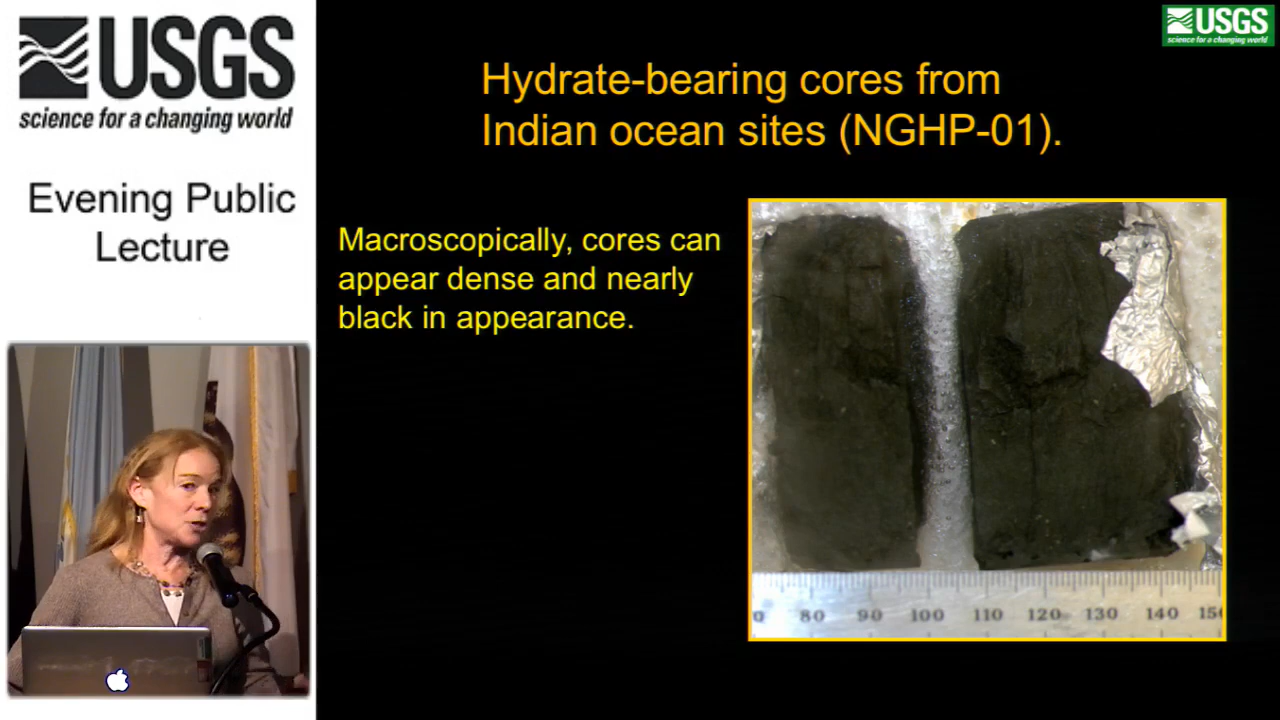 USGS
science for a changing world
Evening Public
Lecture
USGS
science for a changing world
Hydrate-bearing cores from
Indian ocean sites (NGHP-01).
Macroscopically, cores can
appear dense and nearly
black in appearance.
80 90 100 110 120 130 140